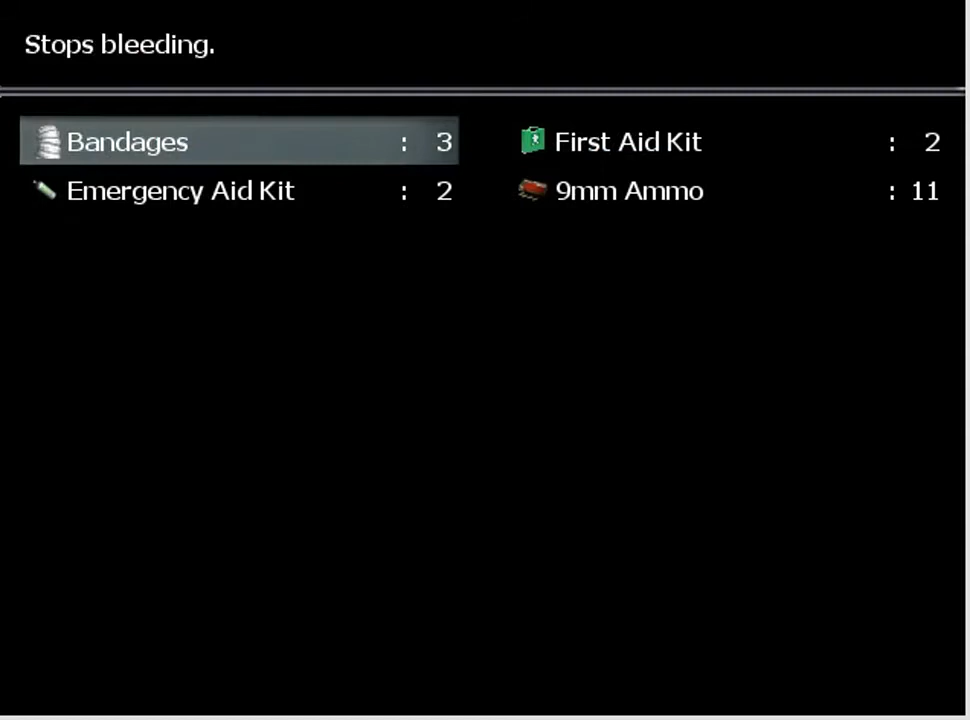 Stops bleeding.
Bandages : 3 First Aid Kit : 2
Emergency Aid Kit : 2 9mm Ammo : 11